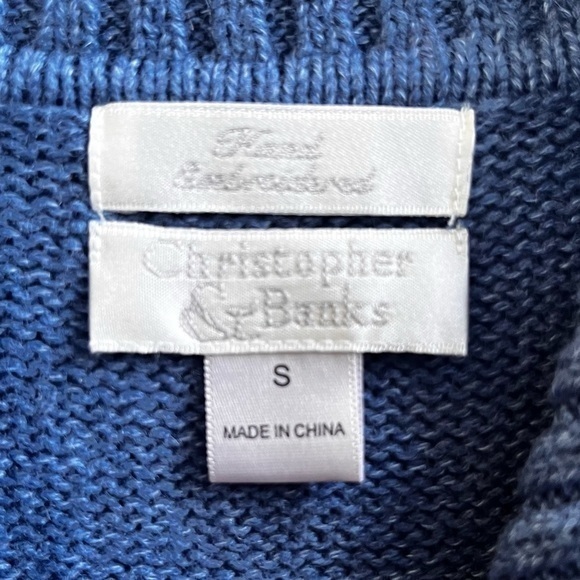 Hand
Embroidered
Christopher
& Banks
S
MADE IN CHINA